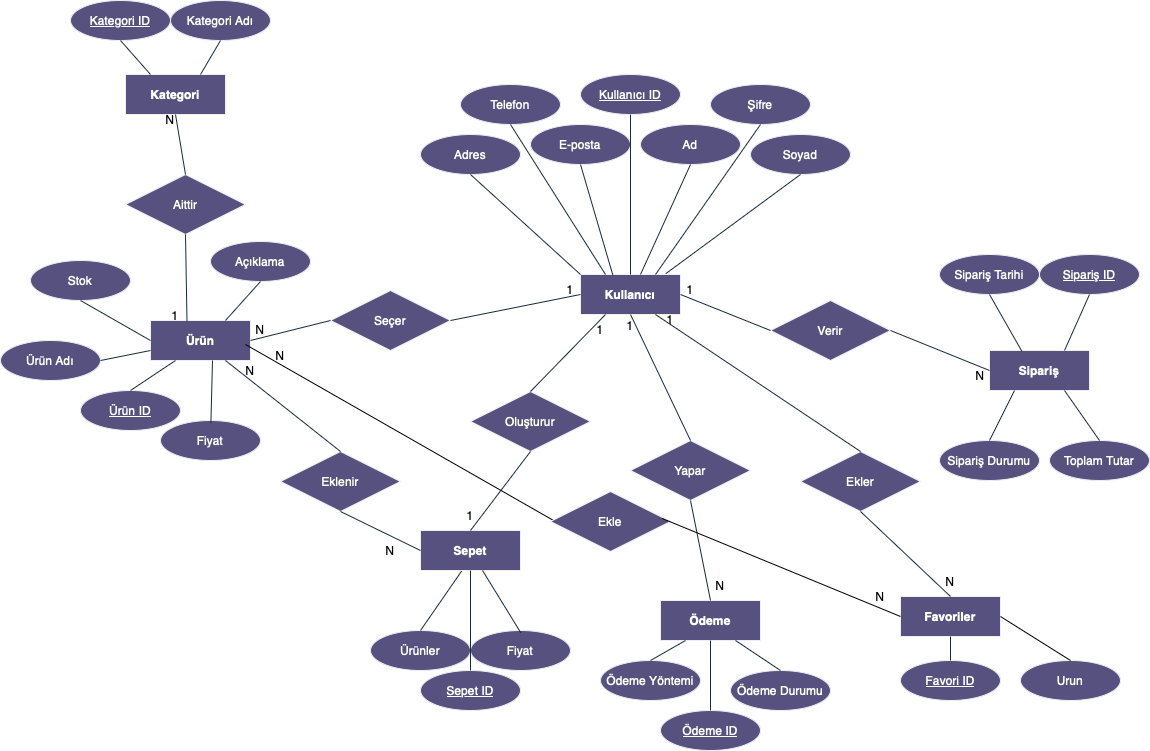 Kategori ID
Kategori Adı
Kategori
N
Aittir
Telefon
Kullanıcı ID
Şifre
Adres
E-posta
Ad
Soyad
Stok
Açıklama
1
Ürün
N
N
N
Ürün Adı
Ürün ID
Fiyat
Seçer
1
Kullanıcı
1
1
1
1
Verir
Sipariş Tarihi
Sipariş ID
N
Sipariş
Sipariş Durumu
Toplam Tutar
Oluşturur
Yapar
Ekler
Eklenir
Ekle
1
N
Sepet
N
N
N
Ödeme
Favoriler
Ürünler
Fiyat
Sepet ID
Ödeme Yöntemi
Ödeme Durumu
Ödeme ID
Favori ID
Urun